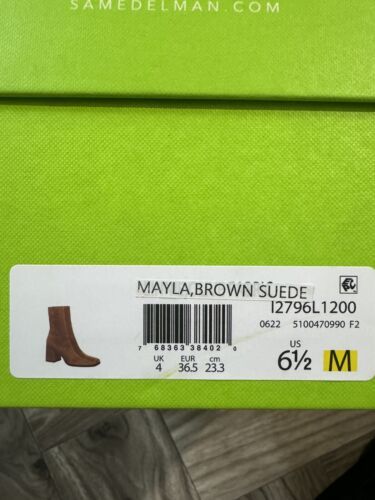 SAMEDELMAN.COM
MAYLA,BROWN SUEDE
I2796L1200
0622 5100470990 F2
7 68363 38402 0
UK EUR cm
4 36.5 23.3
US
6½ M